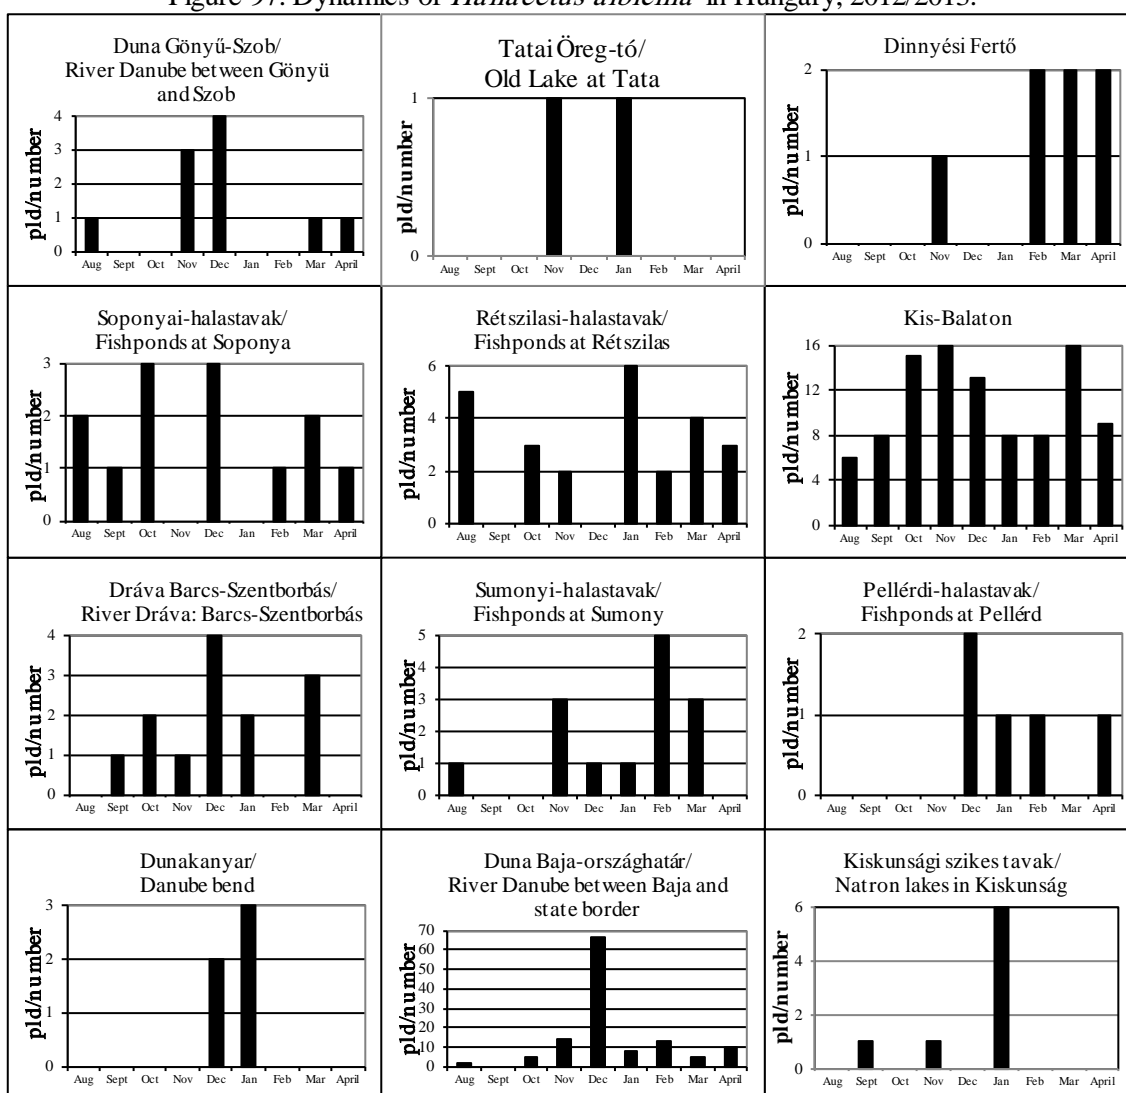 Figure 97. Dynamics of Haliaeetus albicilla in Hungary, 2012/2013.
Duna Gönyű-Szob/
River Danube between Gönyü
and Szob
pld/number
4
3
2
1
0
Aug Sept Oct Nov Dec Jan Feb Mar April
Tatai Öreg-tó/
Old Lake at Tata
pld/number
1
0
Aug Sept Oct Nov Dec Jan Feb Mar April
Dinnyési Fertő
pld/number
2
1
0
Aug Sept Oct Nov Dec Jan Feb Mar April
Soponyai-halastavak/
Fishponds at Soponya
pld/number
3
2
1
0
Aug Sept Oct Nov Dec Jan Feb Mar April
Rétszilasi-halastavak/
Fishponds at Rétszilas
pld/number
6
4
2
0
Aug Sept Oct Nov Dec Jan Feb Mar April
Kis-Balaton
pld/number
16
12
8
4
0
Aug Sept Oct Nov Dec Jan Feb Mar April
Dráva Barcs-Szentborbás/
River Dráva: Barcs-Szentborbás
pld/number
4
3
2
1
0
Aug Sept Oct Nov Dec Jan Feb Mar April
Sumonyi-halastavak/
Fishponds at Sumony
pld/number
5
4
3
2
1
0
Aug Sept Oct Nov Dec Jan Feb Mar April
Pellérdi-halastavak/
Fishponds at Pellérd
pld/number
2
1
0
Aug Sept Oct Nov Dec Jan Feb Mar April
Dunakanyar/
Danube bend
pld/number
3
2
1
0
Aug Sept Oct Nov Dec Jan Feb Mar April
Duna Baja-országhatár/
River Danube between Baja and
state border
pld/number
70
60
50
40
30
20
10
0
Aug Sept Oct Nov Dec Jan Feb Mar April
Kiskunsági szikes tavak/
Natron lakes in Kiskunság
pld/number
6
4
2
0
Aug Sept Oct Nov Dec Jan Feb Mar April